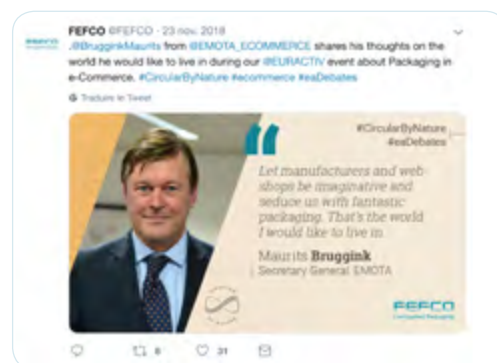 FEFCO @FEFCO · 23 nov. 2018
.@BrugginkMaurits from @EMOTA_ECOMMERCE shares his thoughts on the
world he would like to live in during our @EURACTIV event about Packaging in
e-Commerce. #CircularByNature #ecommerce #eaDebates
Traduire le Tweet
#CircularByNature
#eaDebates
Let manufacturers and web
shops be imaginative and
seduce us with fantastic
packaging. That's the world
I would like to live in.
Maurits Bruggink
Secretary General EMOTA
FEFCO
8
31